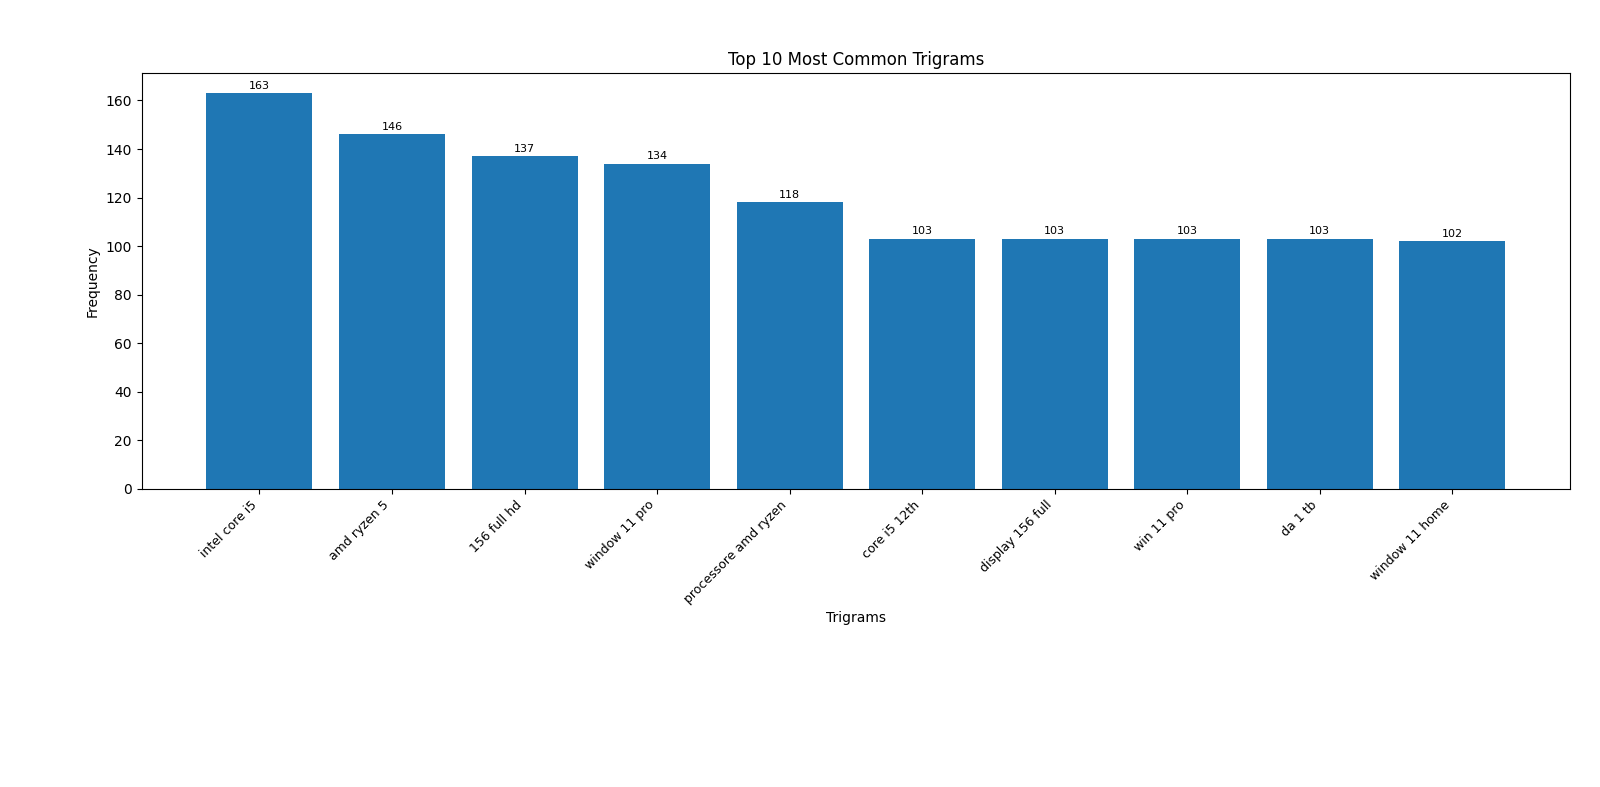 Top 10 Most Common Trigrams
Frequency
160
140
120
100
80
60
40
20
0
163
146
137
134
118
103
103
103
103
102
intel core i5
amd ryzen 5
156 full hd
window 11 pro
processore amd ryzen
core i5 12th
display 156 full
win 11 pro
da 1 tb
window 11 home
Trigrams